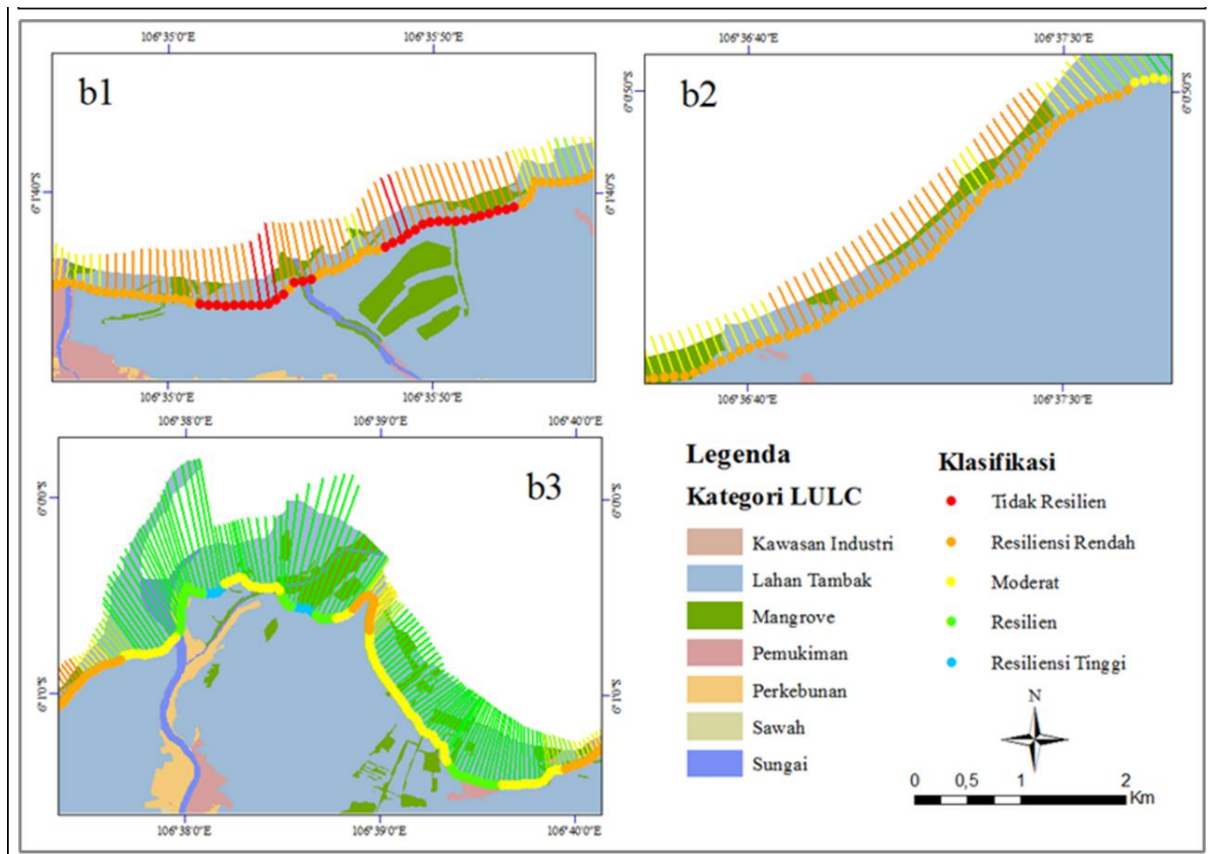 106°35'0"E
106°35'50"E
b1
6°1'40"S
6°1'40"S
106°35'0"E
106°35'50"E
106°36'40"E
106°37'30"E
b2
6°0'50"S
6°0'50"S
106°36'40"E
106°37'30"E
106°38'0"E
106°39'0"E
106°40'0"E
b3
6°0'0"S
6°0'0"S
6°1'0"S
6°1'0"S
106°38'0"E
106°39'0"E
106°40'0"E
Legenda
Kategori LULC
Kawasan Industri
Lahan Tambak
Mangrove
Pemukiman
Perkebunan
Sawah
Sungai
Klasifikasi
Tidak Resilien
Resiliensi Rendah
Moderat
Resilien
Resiliensi Tinggi
N
0 0,5 1 2
Km